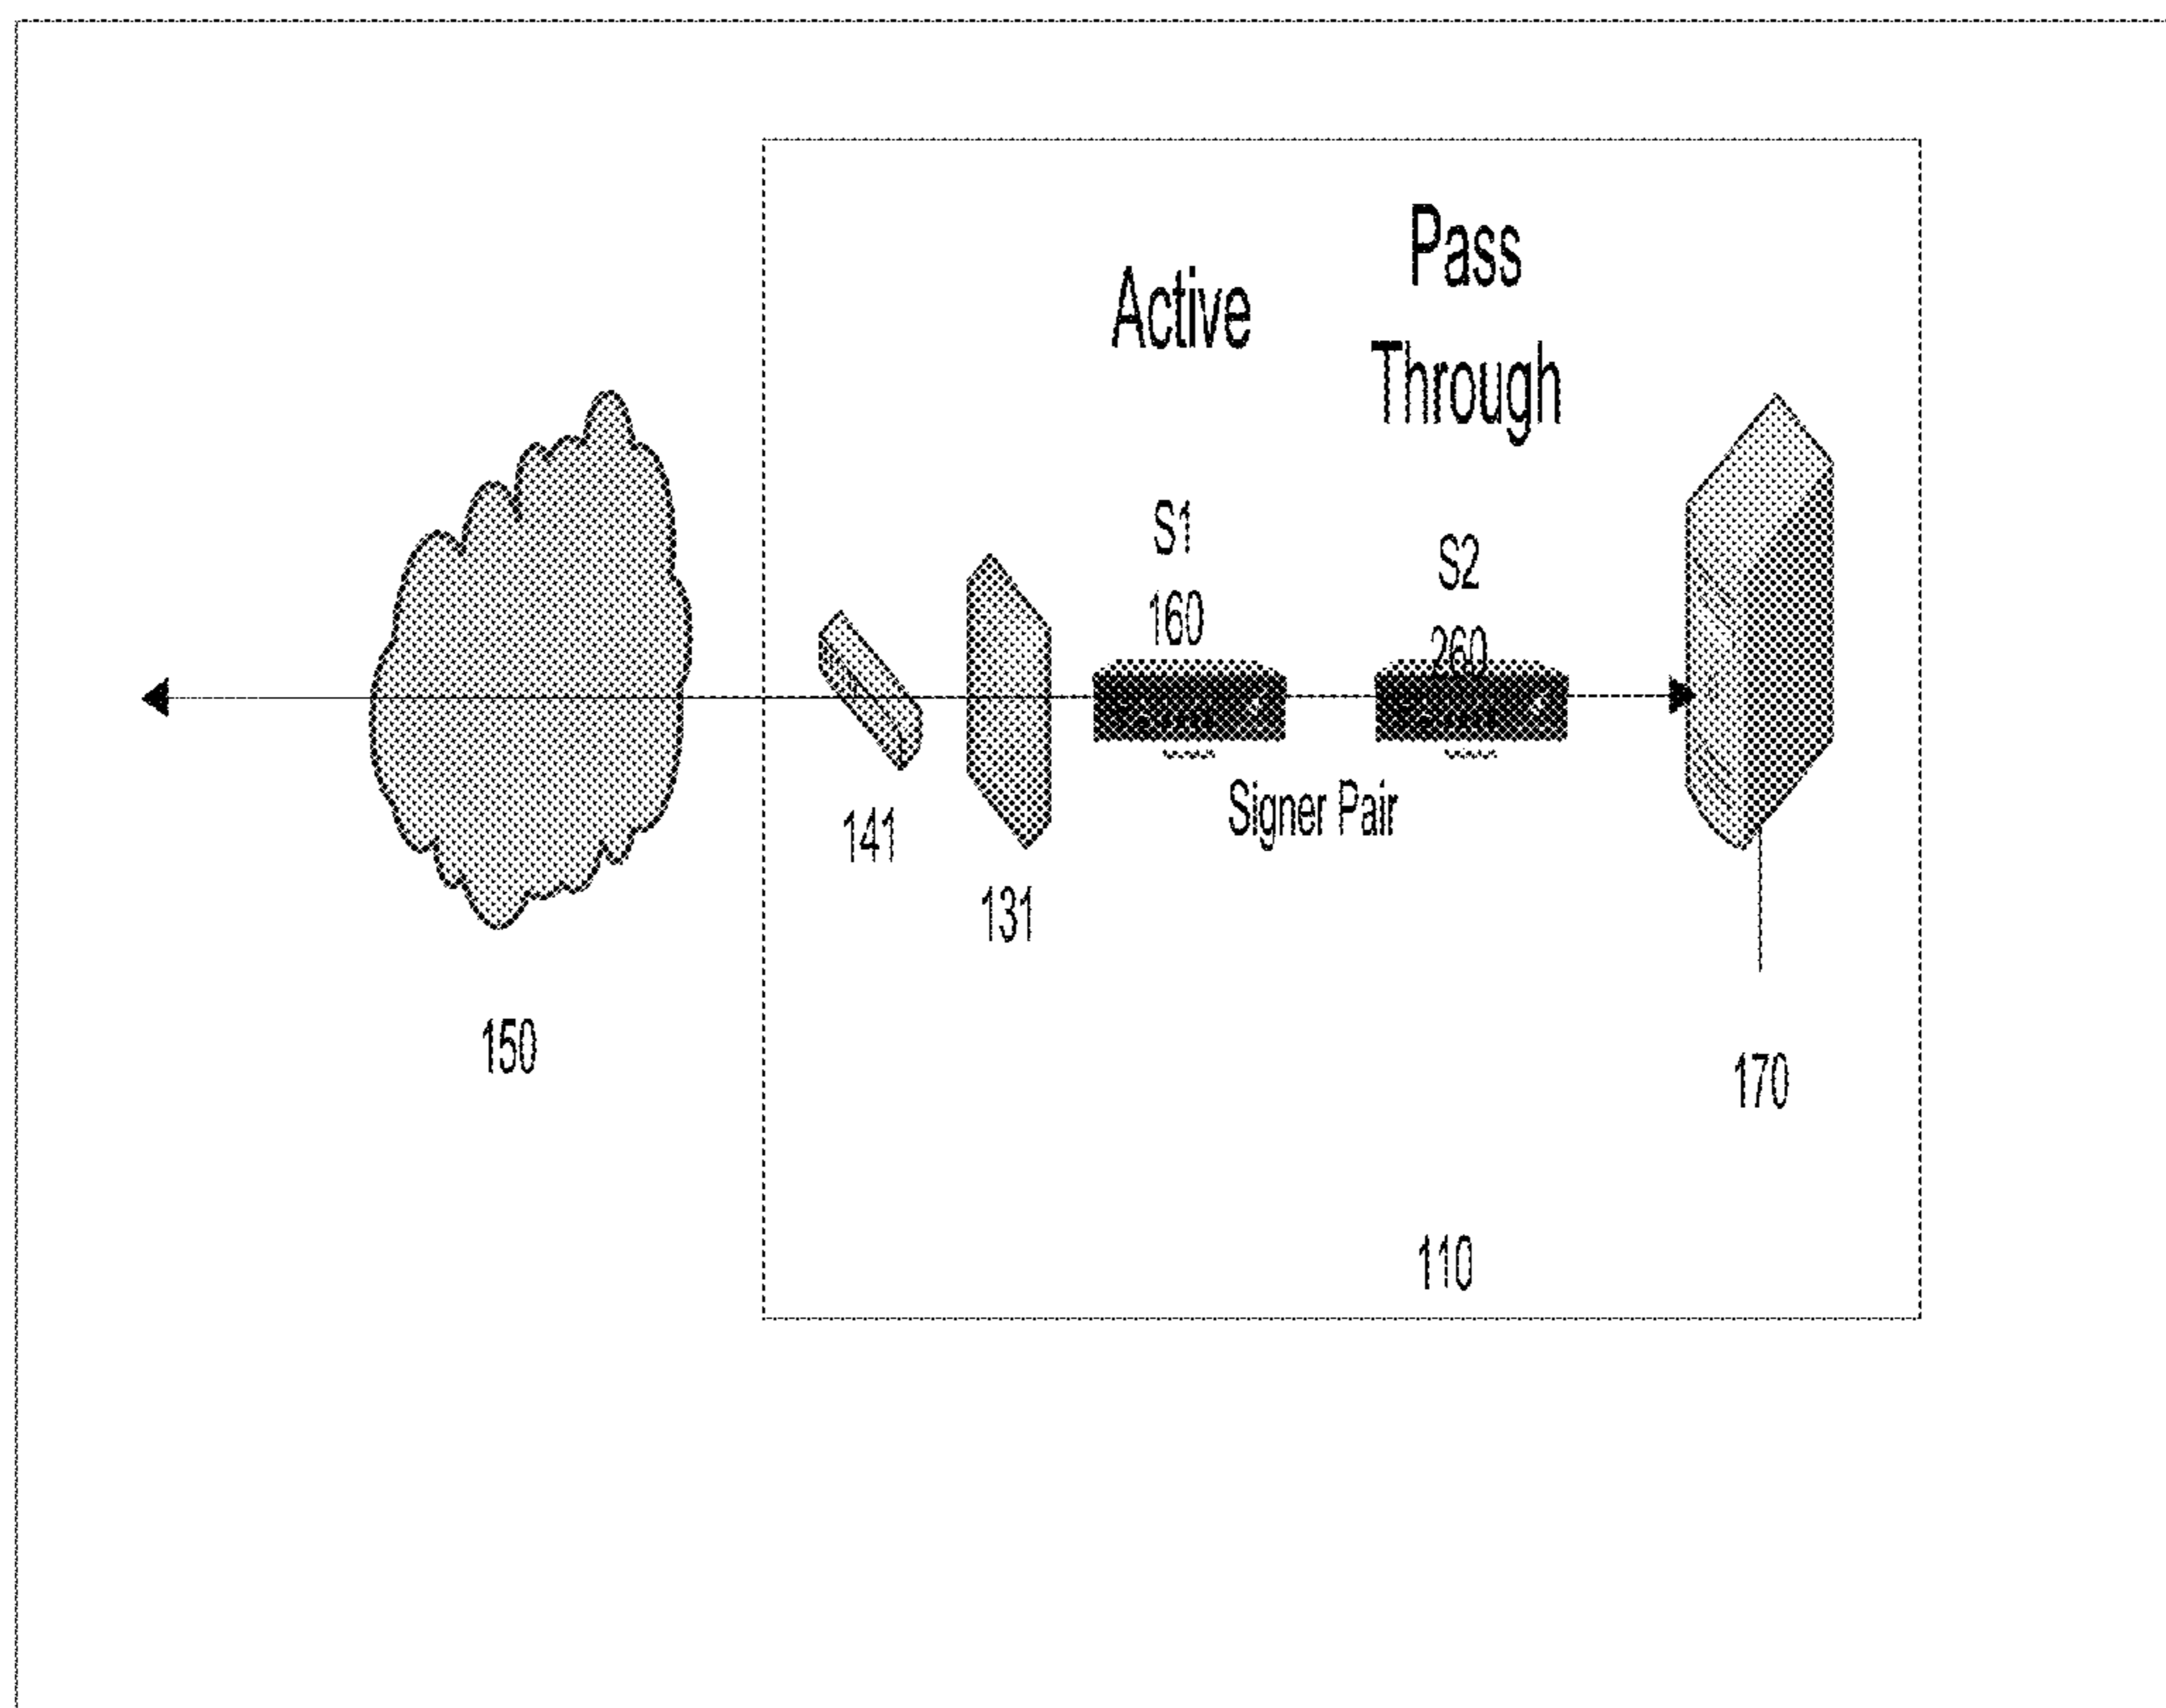 Pass
Through
Active
S1
160
S2
260
141
131
Signer Pair
150
170
110